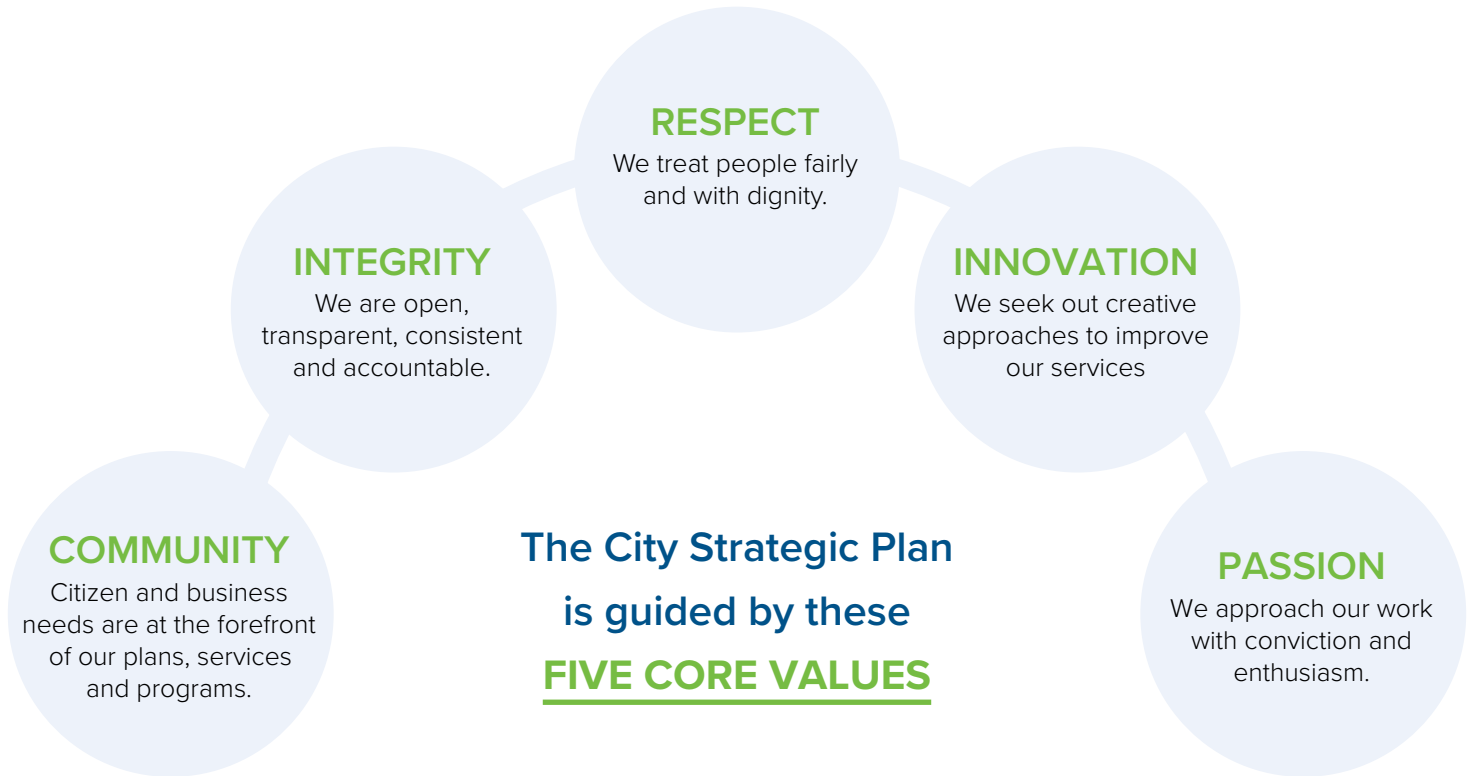 RESPECT
We treat people fairly
and with dignity.
INTEGRITY
We are open,
transparent, consistent
and accountable.
INNOVATION
We seek out creative
approaches to improve
our services
COMMUNITY
Citizen and business
needs are at the forefront
of our plans, services
and programs.
The City Strategic Plan
is guided by these
FIVE CORE VALUES
PASSION
We approach our work
with conviction and
enthusiasm.